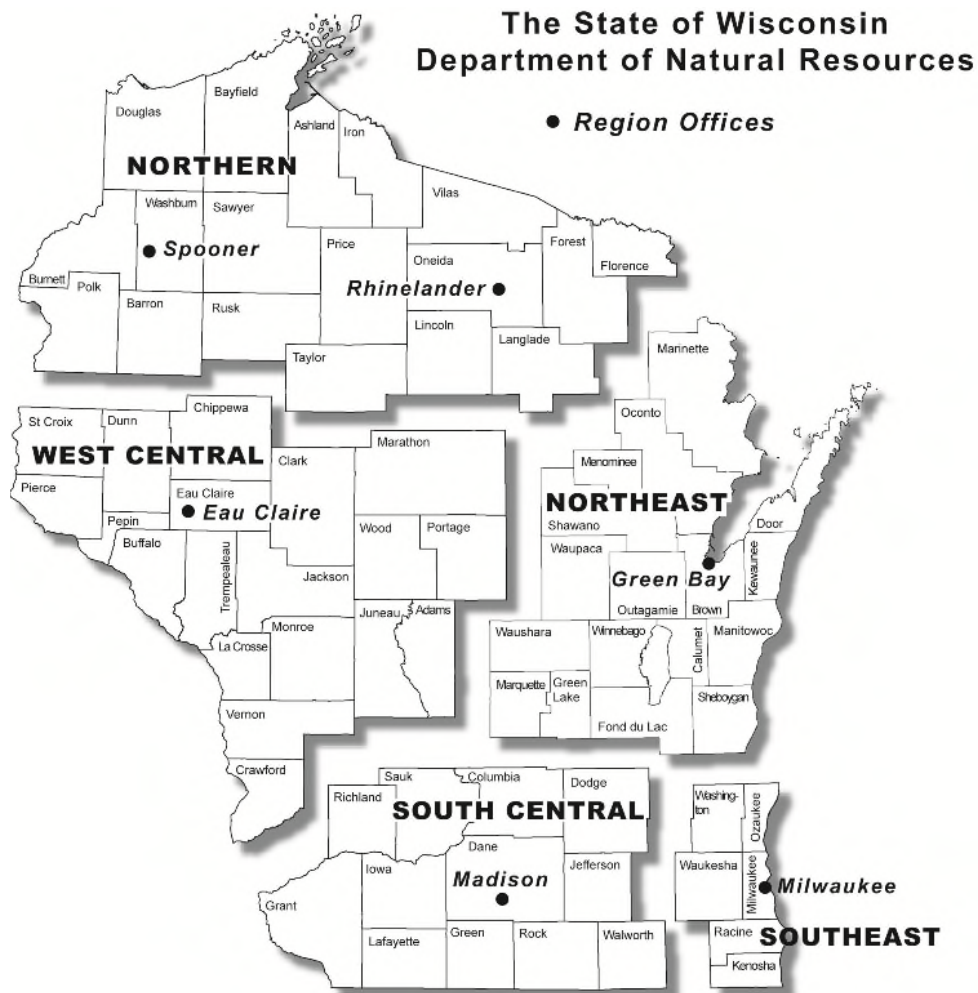 The State of Wisconsin
Department of Natural Resources
Region Offices
NORTHERN
Douglas
Bayfield
Ashland
Iron
Vilas
Washburn
Sawyer
Spooner
Price
Oneida
Forest
Florence
Rhinelander
Burnett
Polk
Barron
Rusk
Lincoln
Langlade
Taylor
WEST CENTRAL
St Croix
Dunn
Chippewa
Clark
Marathon
Pierce
Eau Claire
Eau Claire
Pepin
Buffalo
Trempealeau
Wood
Portage
Jackson
Juneau
Adams
Monroe
La Crosse
Vernon
Crawford
NORTHEAST
Marinette
Oconto
Menominee
Shawano
Door
Waupaca
Green Bay
Kewaunee
Outagamie
Brown
Waushara
Winnebago
Calumet
Manitowoc
Marquette
Green
Lake
Sheboygan
Fond du Lac
SOUTH CENTRAL
Sauk
Columbia
Dodge
Richland
Dane
Iowa
Jefferson
Madison
Grant
Lafayette
Green
Rock
Walworth
Washing-
ton
Ozaukee
Waukesha
Milwaukee
Milwaukee
Racine
SOUTHEAST
Kenosha